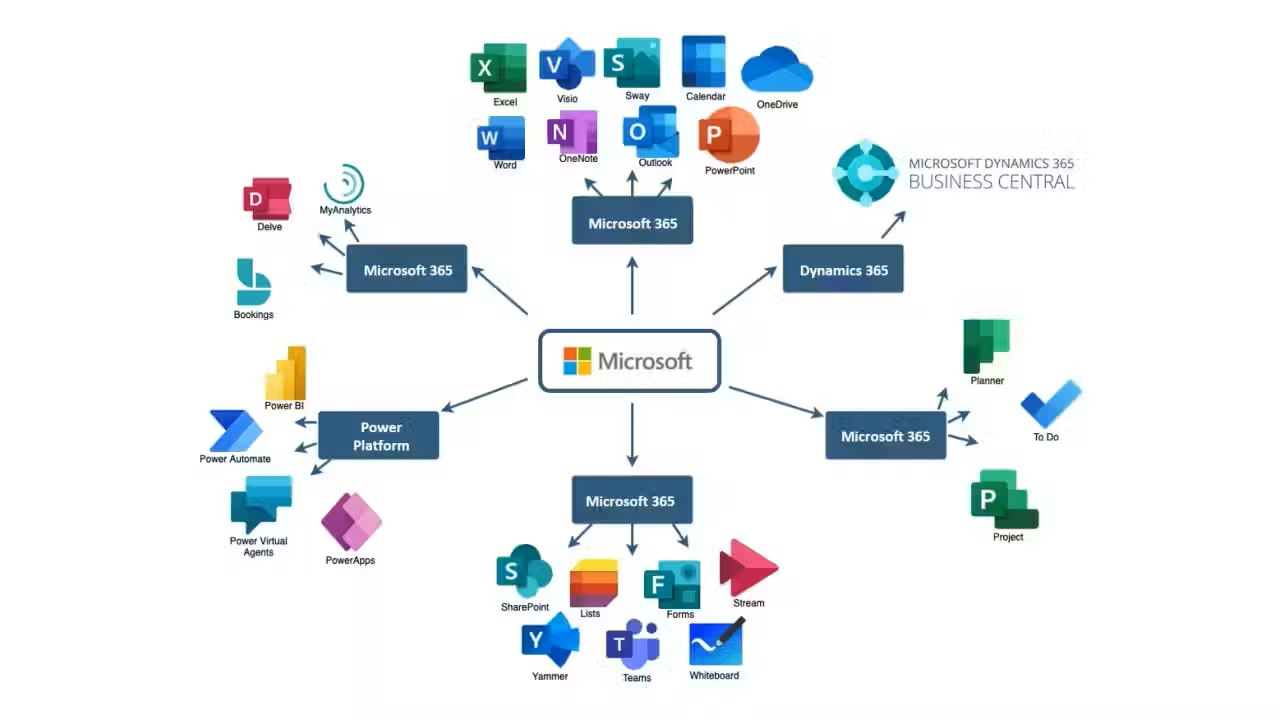 Excel
Visio
Sway
Calendar
OneDrive
Word
OneNote
Outlook
PowerPoint
Microsoft 365
MICROSOFT DYNAMICS 365
BUSINESS CENTRAL
Dynamics 365
Delve
MyAnalytics
Bookings
Microsoft 365
Microsoft
Planner
To Do
Project
Microsoft 365
Power BI
Power Automate
Power Virtual
Agents
PowerApps
Power
Platform
Microsoft 365
SharePoint
Lists
Forms
Stream
Yammer
Teams
Whiteboard
X
V
S
W
N
O
P
D
P
S
F
Y
T